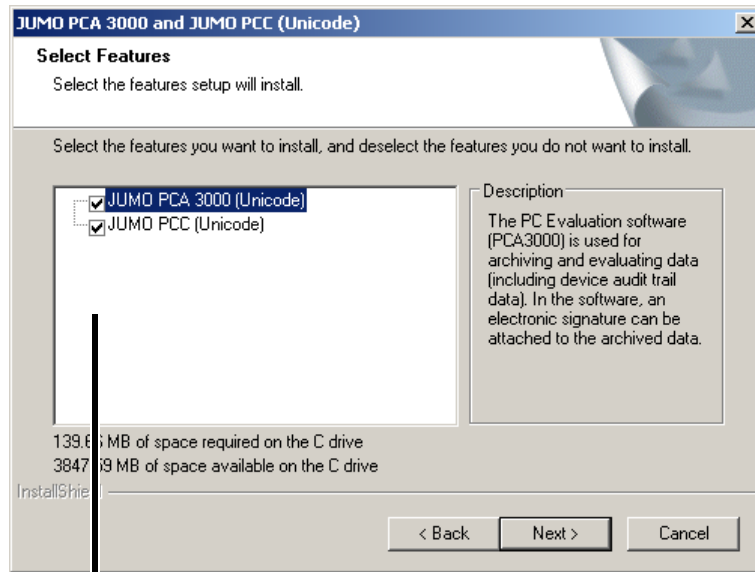 JUMO PCA 3000 and JUMO PCC (Unicode)
Select Features
Select the features setup will install.
Select the features you want to install, and deselect the features you do not want to install.
JUMO PCA 3000 (Unicode)
JUMO PCC (Unicode)
Description
The PC Evaluation software
(PCA3000) is used for
archiving and evaluating data
(including device audit trail
data). In the software, an
electronic signature can be
attached to the archived data.
MB of space required on the C drive
MB of space available on the C drive
< Back
Next >
Cancel